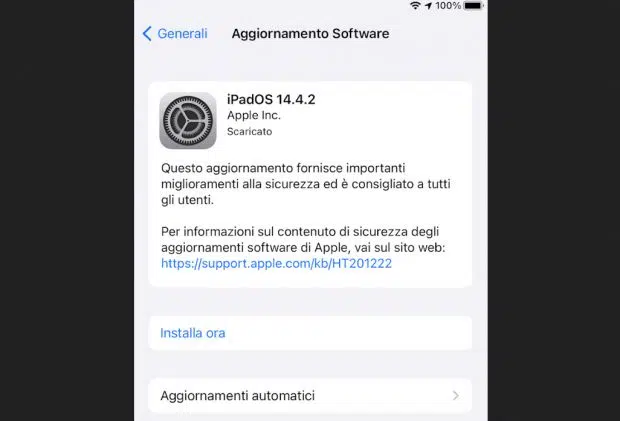 100%
Generali
Aggiornamento Software
iPadOS 14.4.2
Apple Inc.
Scaricato
Questo aggiornamento fornisce importanti
miglioramenti alla sicurezza ed è consigliato a tutti
gli utenti.
Per informazioni sul contenuto di sicurezza degli
aggiornamenti software di Apple, vai sul sito web:
https://support.apple.com/kb/HT201222
Installa ora
Aggiornamenti automatici